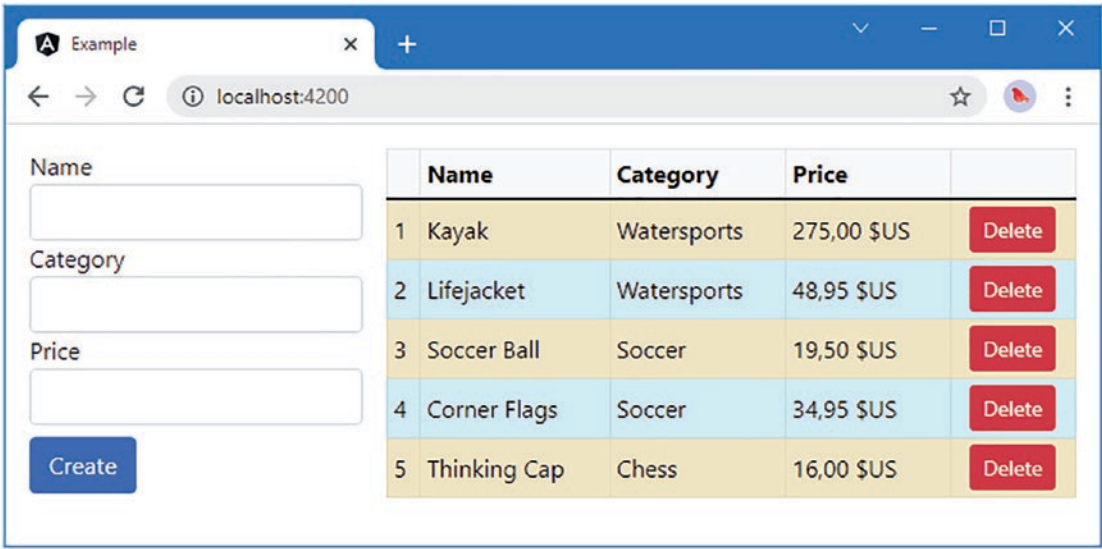 Example
localhost:4200
Name
Category
Price
Create
Name Category Price
1 Kayak Watersports 275,00 $US Delete
2 Lifejacket Watersports 48,95 $US Delete
3 Soccer Ball Soccer 19,50 $US Delete
4 Corner Flags Soccer 34,95 $US Delete
5 Thinking Cap Chess 16,00 $US Delete